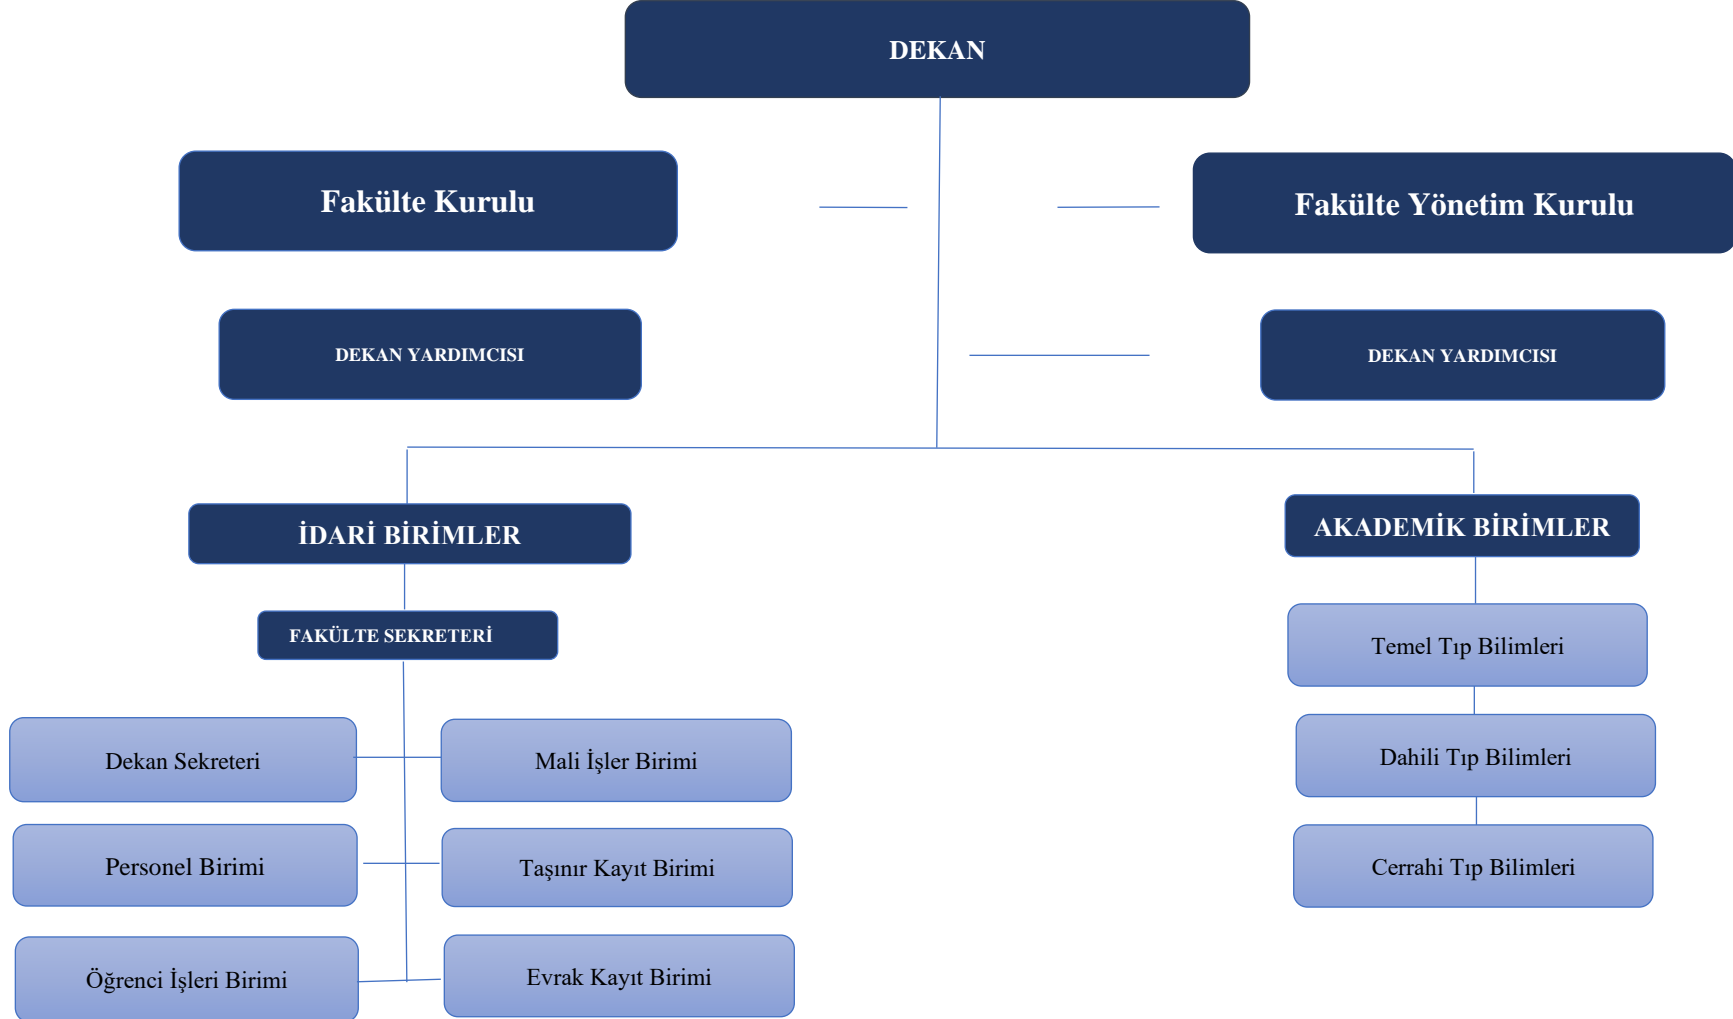 DEKAN
Fakülte Kurulu
Fakülte Yönetim Kurulu
DEKAN YARDIMCISI
DEKAN YARDIMCISI
İDARİ BİRİMLER
AKADEMİK BİRİMLER
FAKÜLTE SEKRETERİ
Temel Tıp Bilimleri
Dekan Sekreteri
Mali İşler Birimi
Dahili Tıp Bilimleri
Personel Birimi
Taşınır Kayıt Birimi
Cerrahi Tıp Bilimleri
Öğrenci İşleri Birimi
Evrak Kayıt Birimi